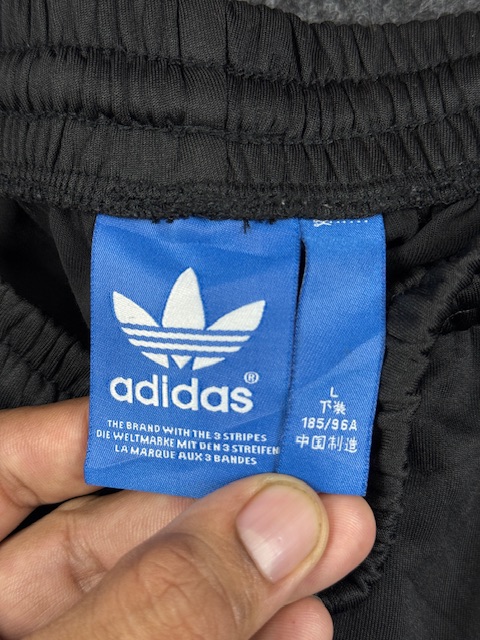 adidas®
THE BRAND WITH THE 3 STRIPES
DIE WELTMARKE MIT DEN 3 STREIFEN
LA MARQUE AUX 3 BANDES
L
下装
185/96A
中国制造